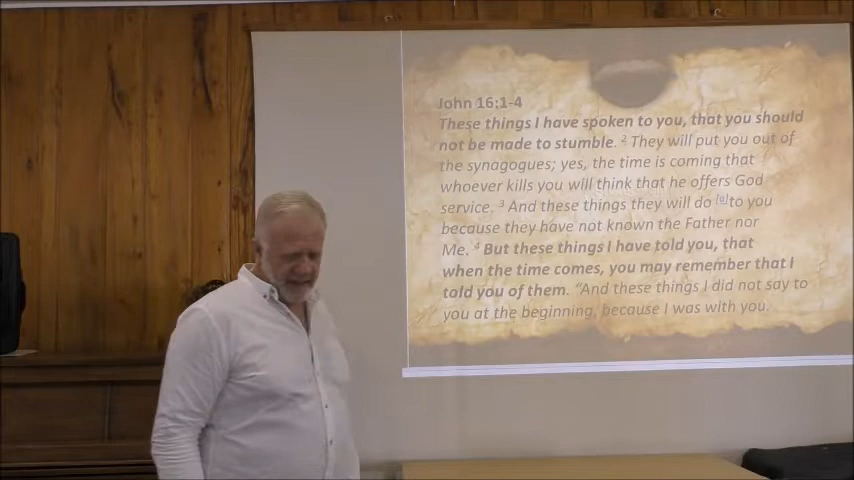 John 16:1-4
These things I have spoken to you, that you should
not be made to stumble. 2 They will put you out of
the synagogues; yes, the time is coming that
whoever kills you will think that he offers God
service. 3 And these things they will do [a]to you
because they have not known the Father nor
Me. 4 But these things I have told you, that
when the time comes, you may remember that I
told you of them. "And these things I did not say to
you at the beginning, because I was with you.